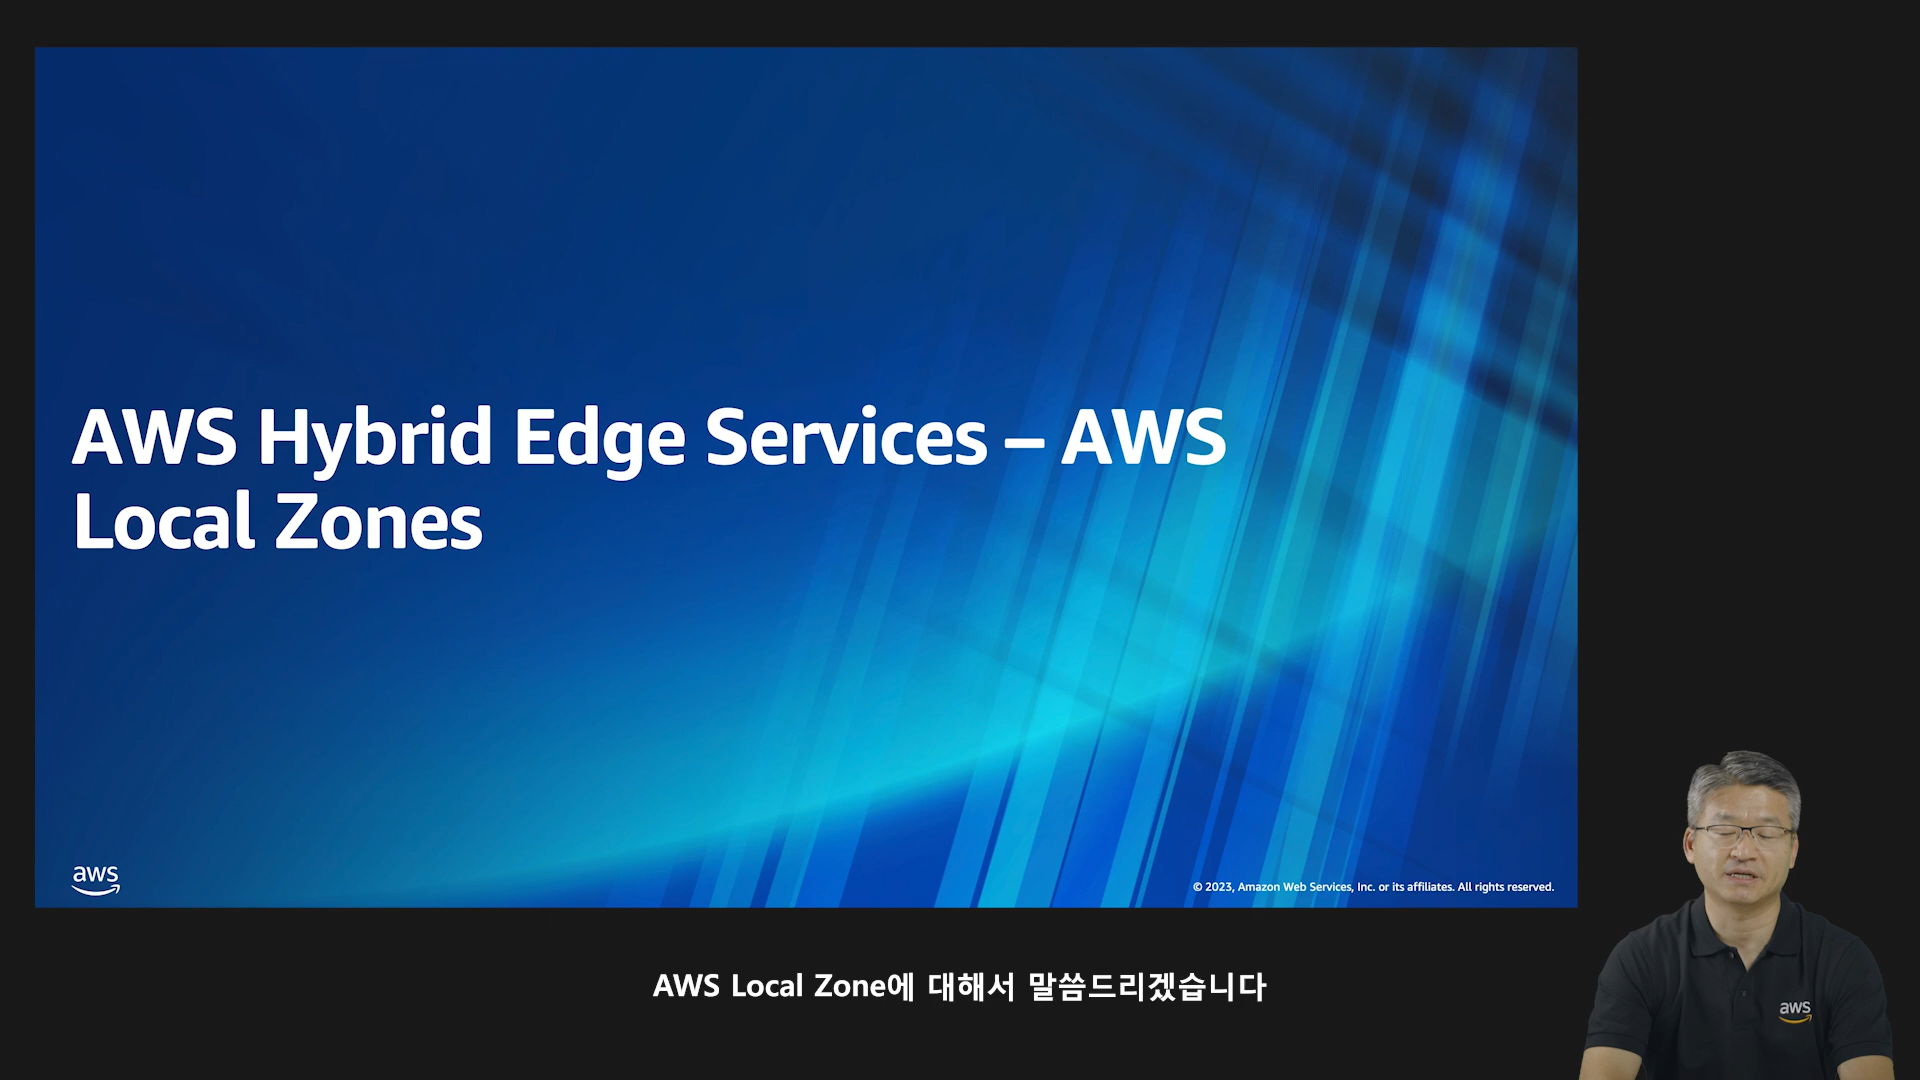 AWS Hybrid Edge Services – AWS
Local Zones
aws
© 2023, Amazon Web Services, Inc. or its affiliates. All rights reserved.
aws
AWS Local Zone에 대해서 말씀드리겠습니다